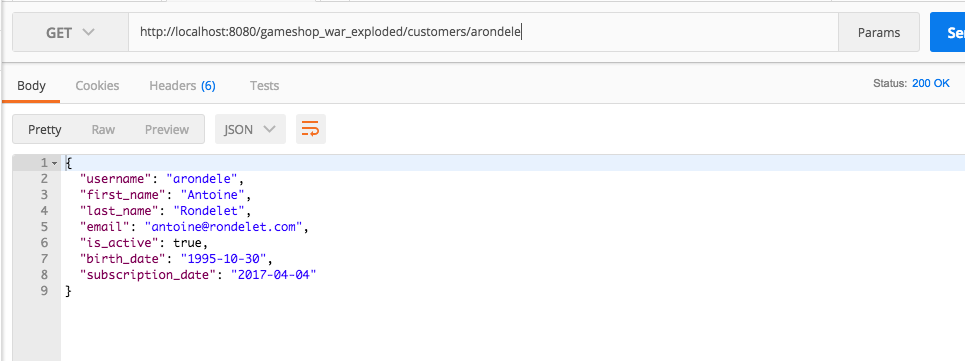 GET http://localhost:8080/gameshop_war_exploded/customers/arondele Params Se
Body Cookies Headers (6) Tests Status: 200 OK
Pretty Raw Preview JSON
1 {
2 "username": "arondele",
3 "first_name": "Antoine",
4 "last_name": "Rondelet",
5 "email": "antoine@rondelet.com",
6 "is_active": true,
7 "birth_date": "1995-10-30",
8 "subscription_date": "2017-04-04"
9 }